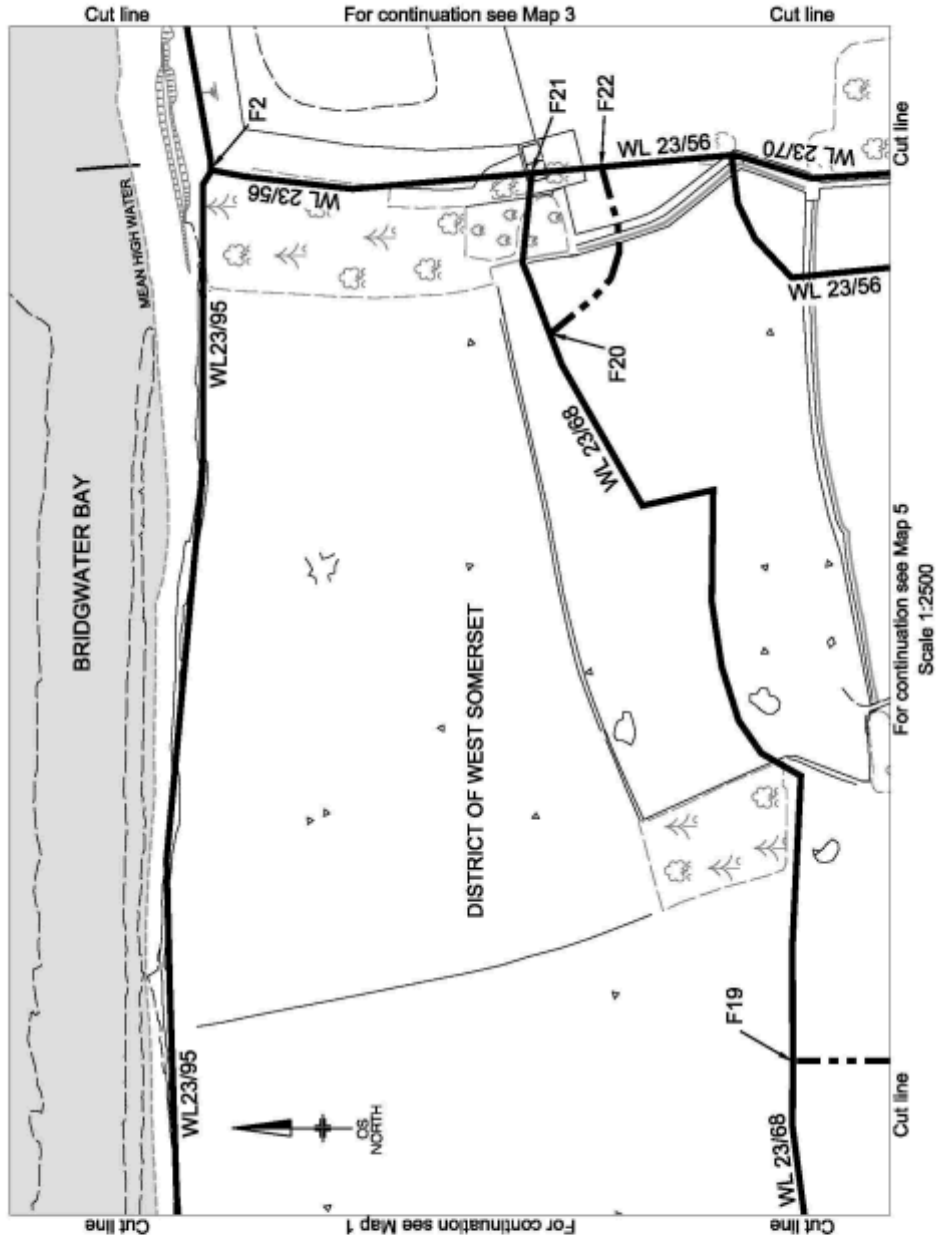 Cut line
For continuation see Map 3
Cut line
BRIDGWATER BAY
MEAN HIGH WATER
F2
WL23/95
WL 23/56
F21
F22
WL 23/56
WL 23/70
Cut line
WL23/95
F20
WL 23/56
WL 23/68
DISTRICT OF WEST SOMERSET
OS
NORTH
F19
WL 23/68
Cut line
For continuation see Map 1
Cut line
Cut line
For continuation see Map 5
Scale 1:2500